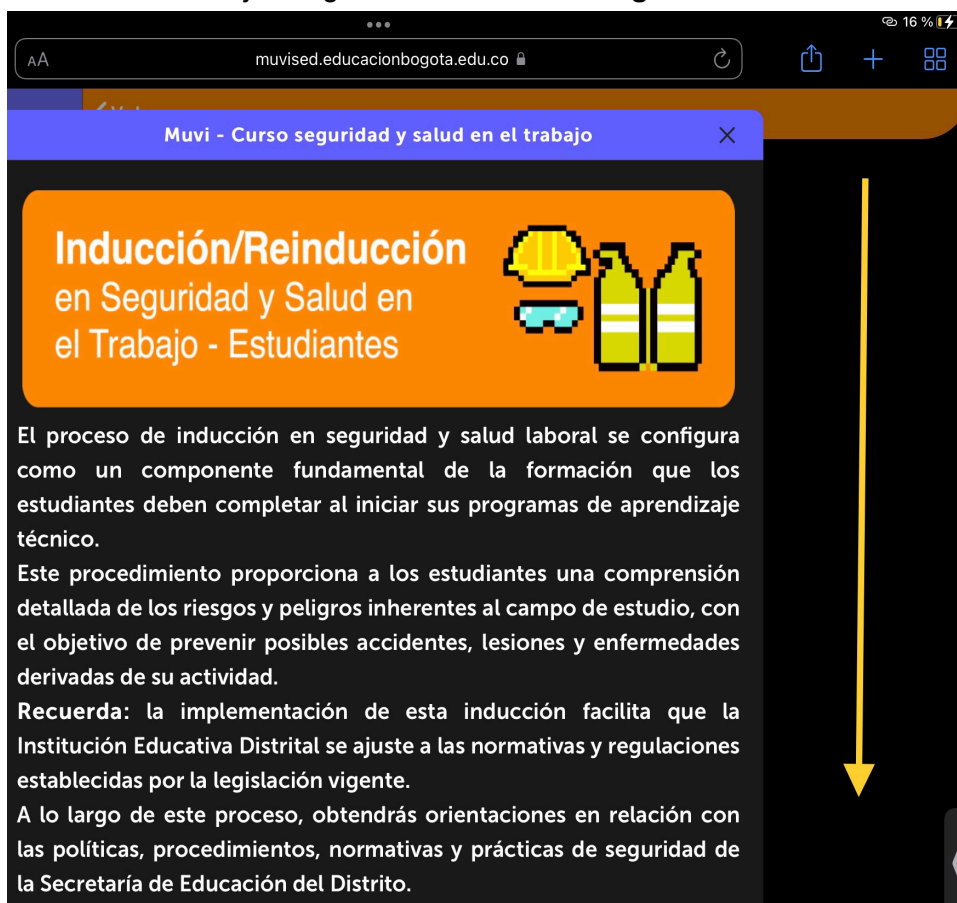 16 %
AA
muvised.educacionbogota.edu.co
Muvi - Curso seguridad y salud en el trabajo
Inducción/Reinducción
en Seguridad y Salud en
el Trabajo - Estudiantes
El proceso de inducción en seguridad y salud laboral se configura
como un componente fundamental de la formación que los
estudiantes deben completar al iniciar sus programas de aprendizaje
técnico.
Este procedimiento proporciona a los estudiantes una comprensión
detallada de los riesgos y peligros inherentes al campo de estudio, con
el objetivo de prevenir posibles accidentes, lesiones y enfermedades
derivadas de su actividad.
Recuerda: la implementación de esta inducción facilita que la
Institución Educativa Distrital se ajuste a las normativas y regulaciones
establecidas por la legislación vigente.
A lo largo de este proceso, obtendrás orientaciones en relación con
las políticas, procedimientos, normativas y prácticas de seguridad de
la Secretaría de Educación del Distrito.